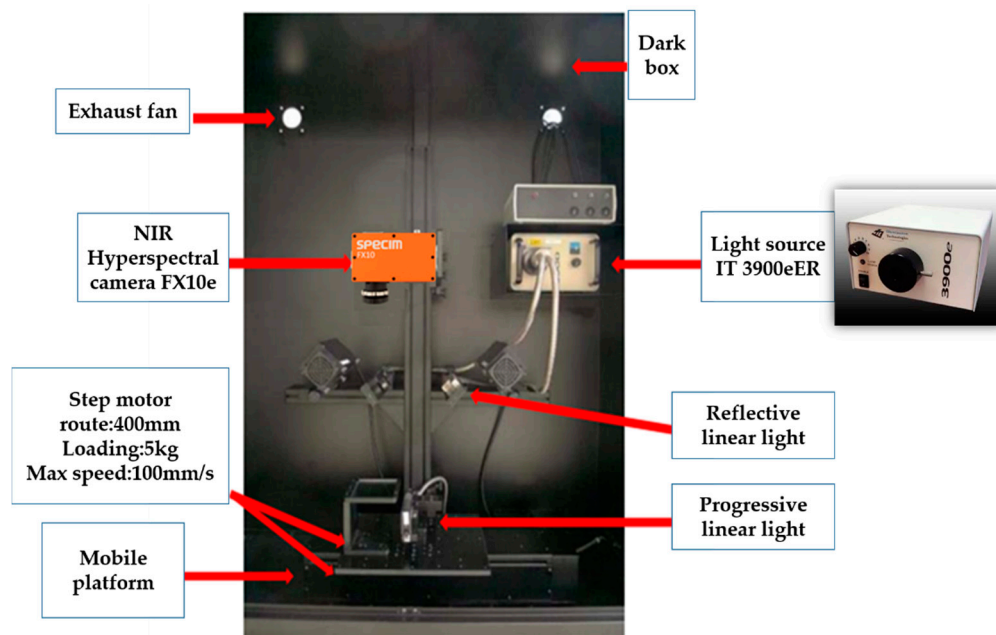 Dark
box
Exhaust fan
NIR
Hyperspectral
camera FX10e
SPECIM
FX10
Light source
IT 3900eER
3900e
Step motor
route:400mm
Loading:5kg
Max speed:100mm/s
Reflective
linear light
Progressive
linear light
Mobile
platform